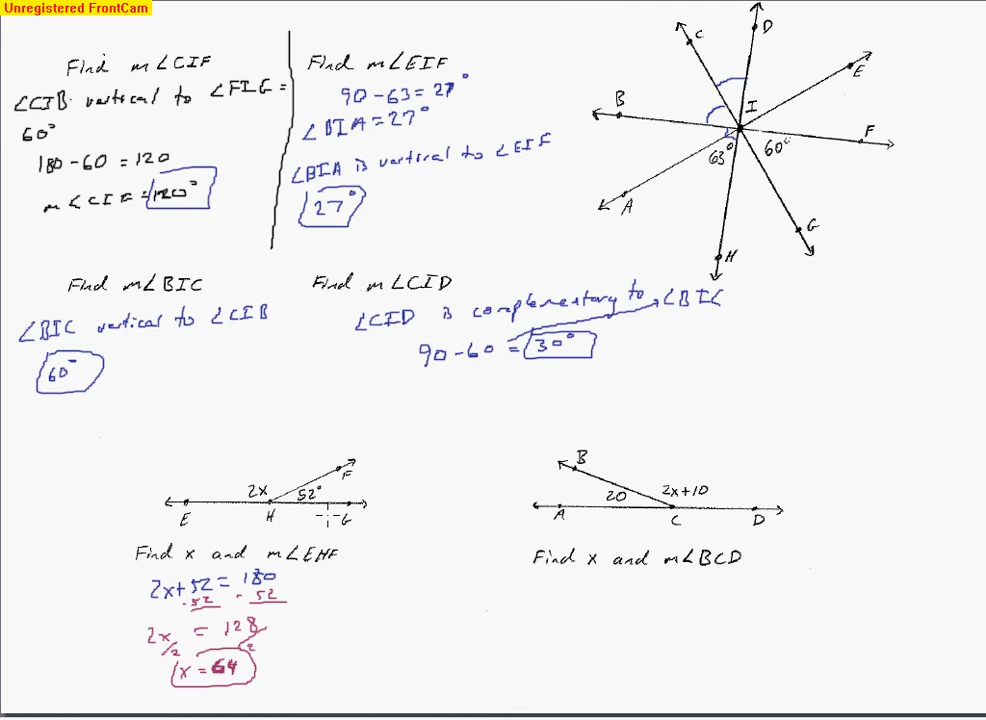 Unregistered FrontCam
Find m∠CIF
∠CIB vertical to ∠FIG =
60°
180 - 60 = 120
m∠CIF = 120°
Find m∠EIF
90 - 63 = 27°
∠BIA = 27°
∠BIA is vertical to ∠EIF
27°
C
D
E
B
I
F
63°
60°
A
G
H
Find m∠BIC
∠BIC vertical to ∠CIB
60°
Find m∠CID
∠CID is complementary to ∠BIC
90 - 60 = 30°
F
2x
52°
E
H
G
Find x and m∠EHF
2x + 52 = 180
- 52 - 52
2x/2 = 128/2
x = 64
B
20
2x+10
A
C
D
Find x and m∠BCD